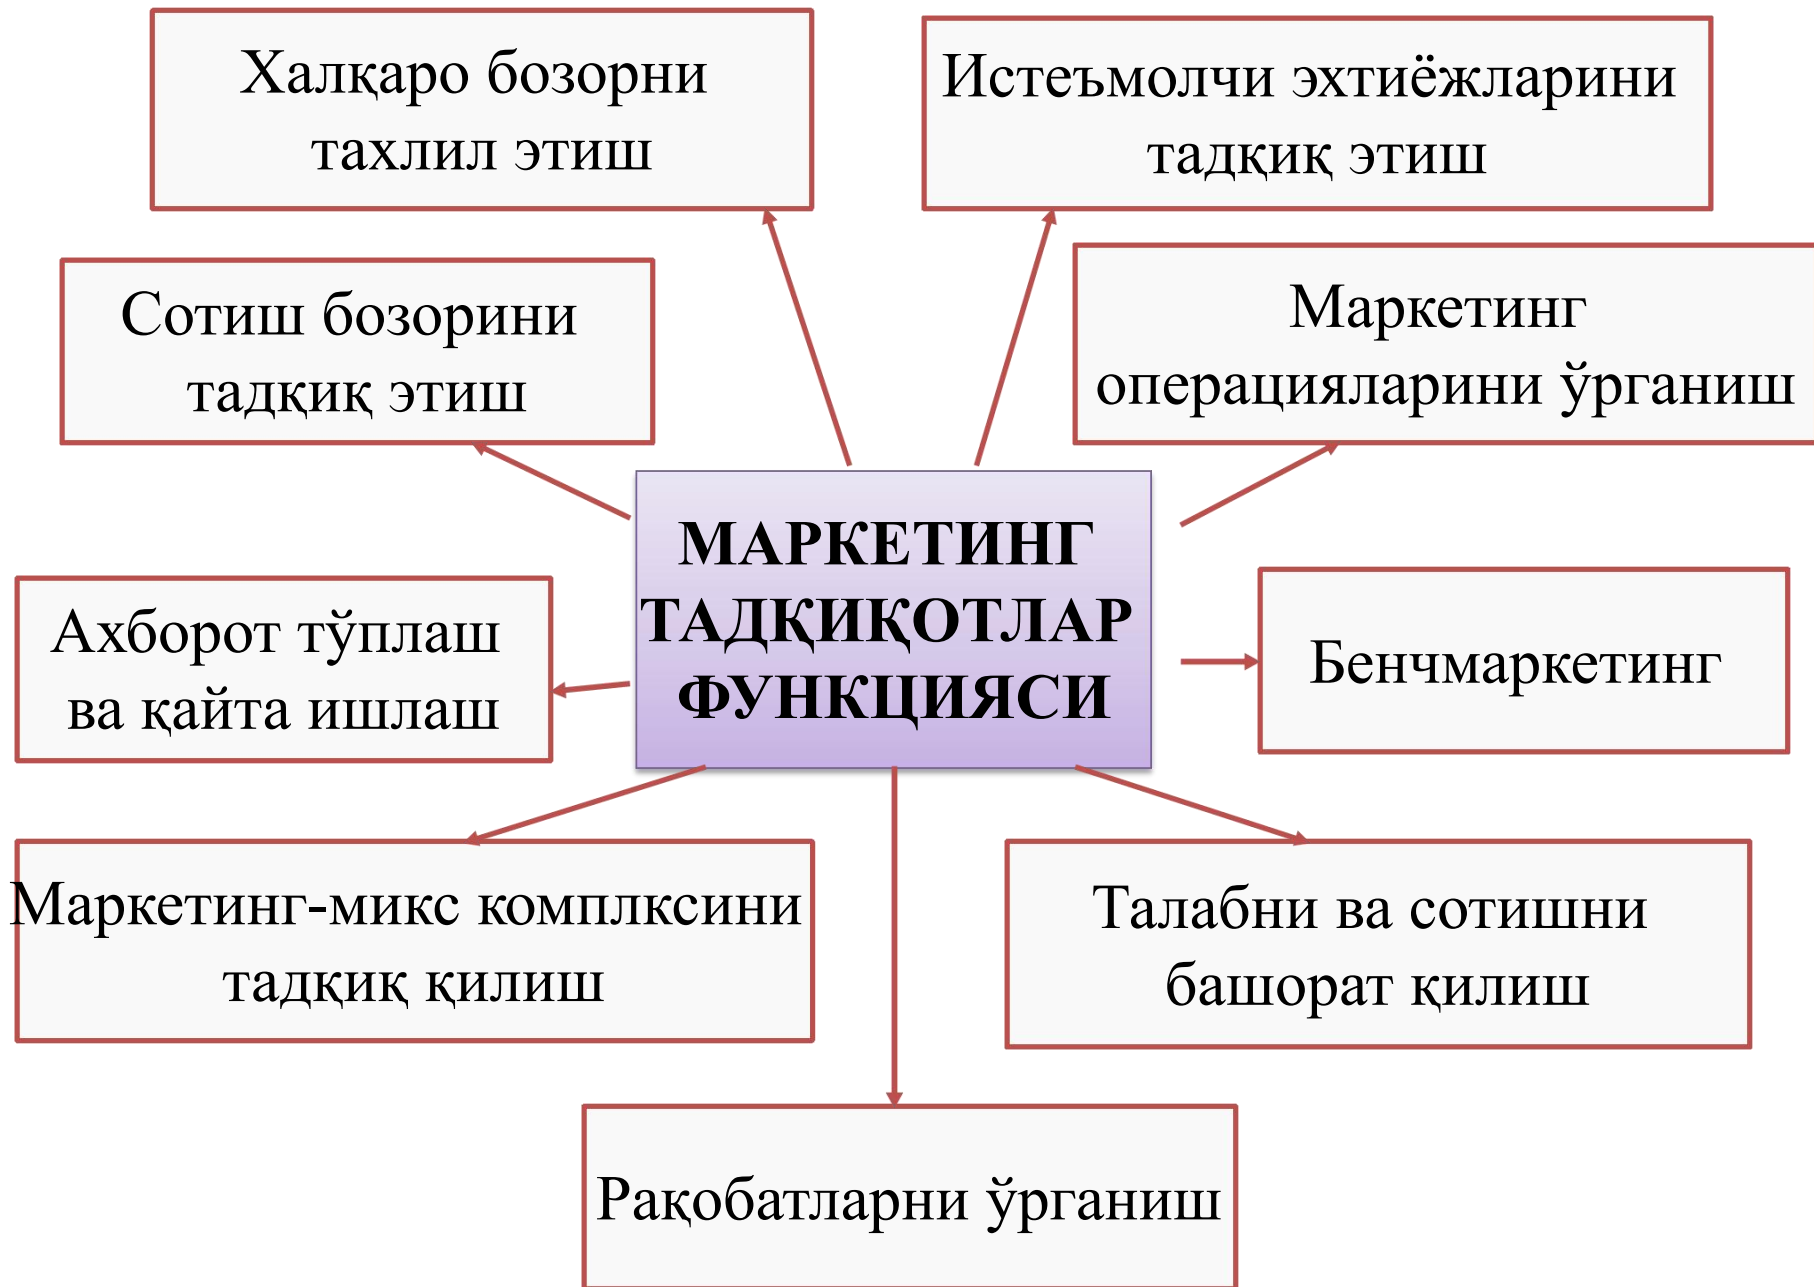 Халқаро бозорни
тахлил этиш
Истеъмолчи эхтиёжларини
тадқиқ этиш
Сотиш бозорини
тадқиқ этиш
Маркетинг
операцияларини ўрганиш
МАРКЕТИНГ
ТАДҚИҚОТЛАР
ФУНКЦИЯСИ
Ахборот тўплаш
ва қайта ишлаш
Бенчмаркетинг
Маркетинг-микс комплксини
тадқиқ қилиш
Талабни ва сотишни
башорат қилиш
Рақобатларни ўрганиш